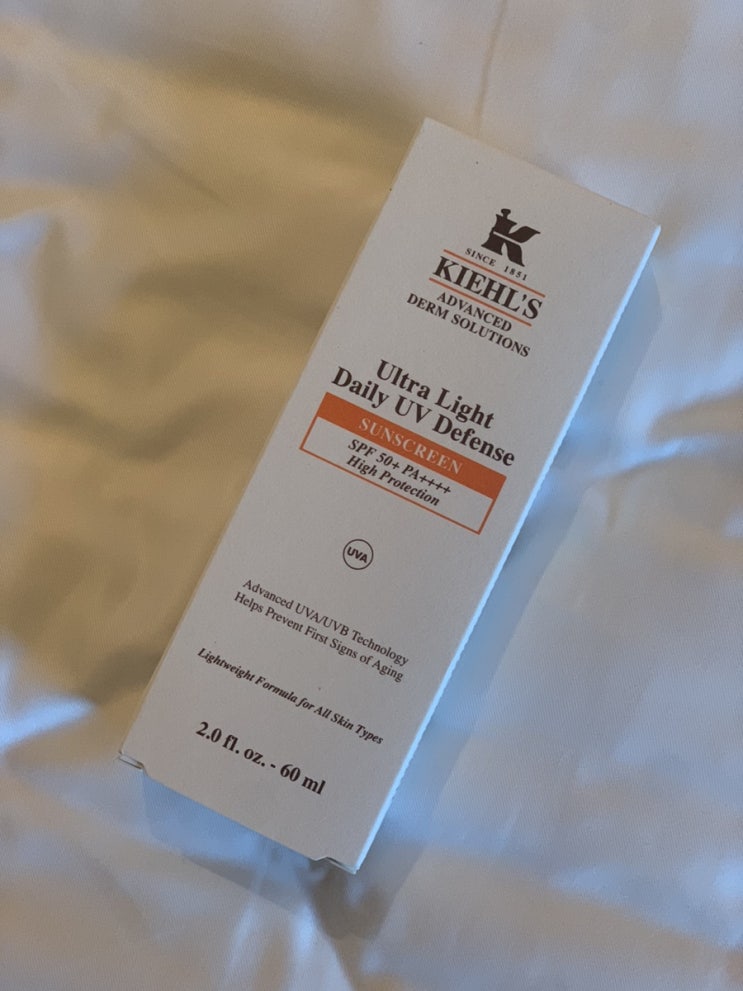 K
SINCE 1851
KIEHL'S
ADVANCED
DERM SOLUTIONS
Ultra Light
Daily UV Defense
SUNSCREEN
SPF 50+ PA++++
High Protection
UVA
Advanced UVA/UVB Technology
Helps Prevent First Signs of Aging
Lightweight Formula for All Skin Types
2.0 fl. oz. - 60 ml